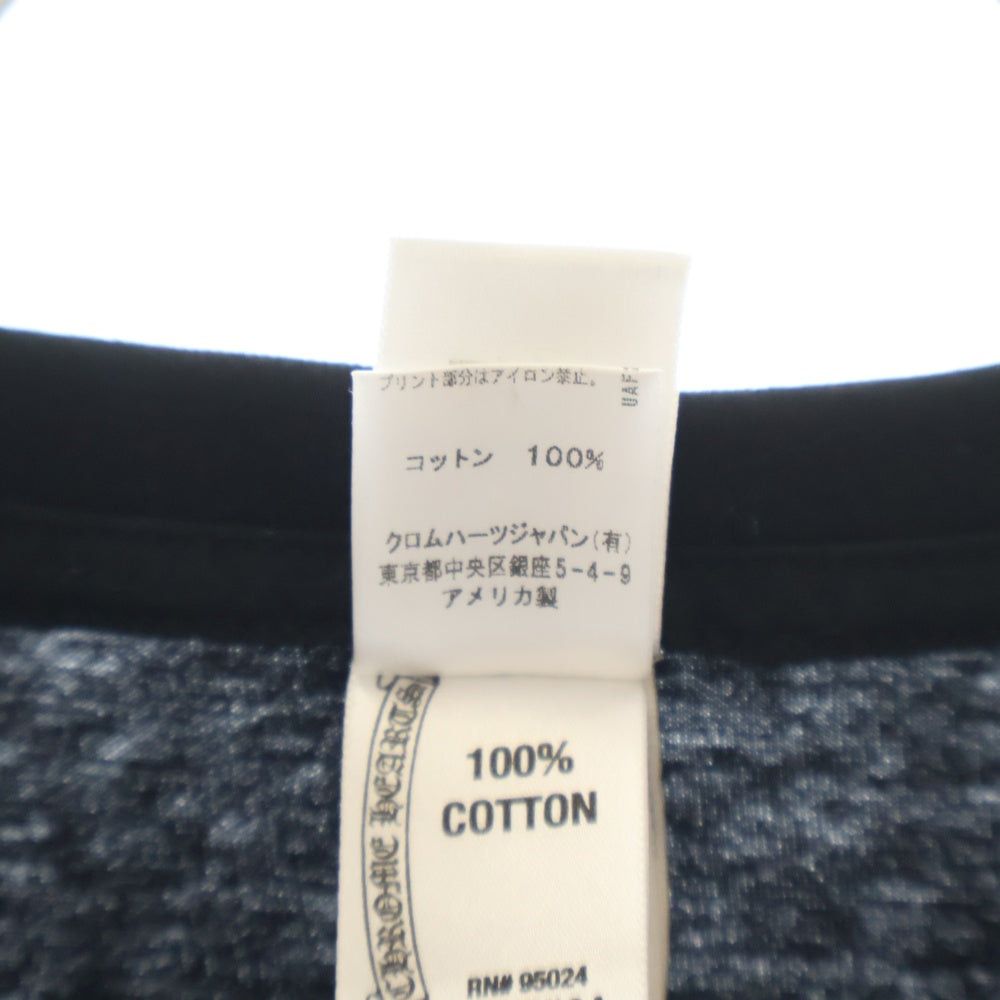 プリント部分はアイロン禁止。
コットン 100%
クロムハーツジャパン(有)
東京都中央区銀座5-4-9
アメリカ製
CHROME HEARTS
100%
COTTON
RN# 95024